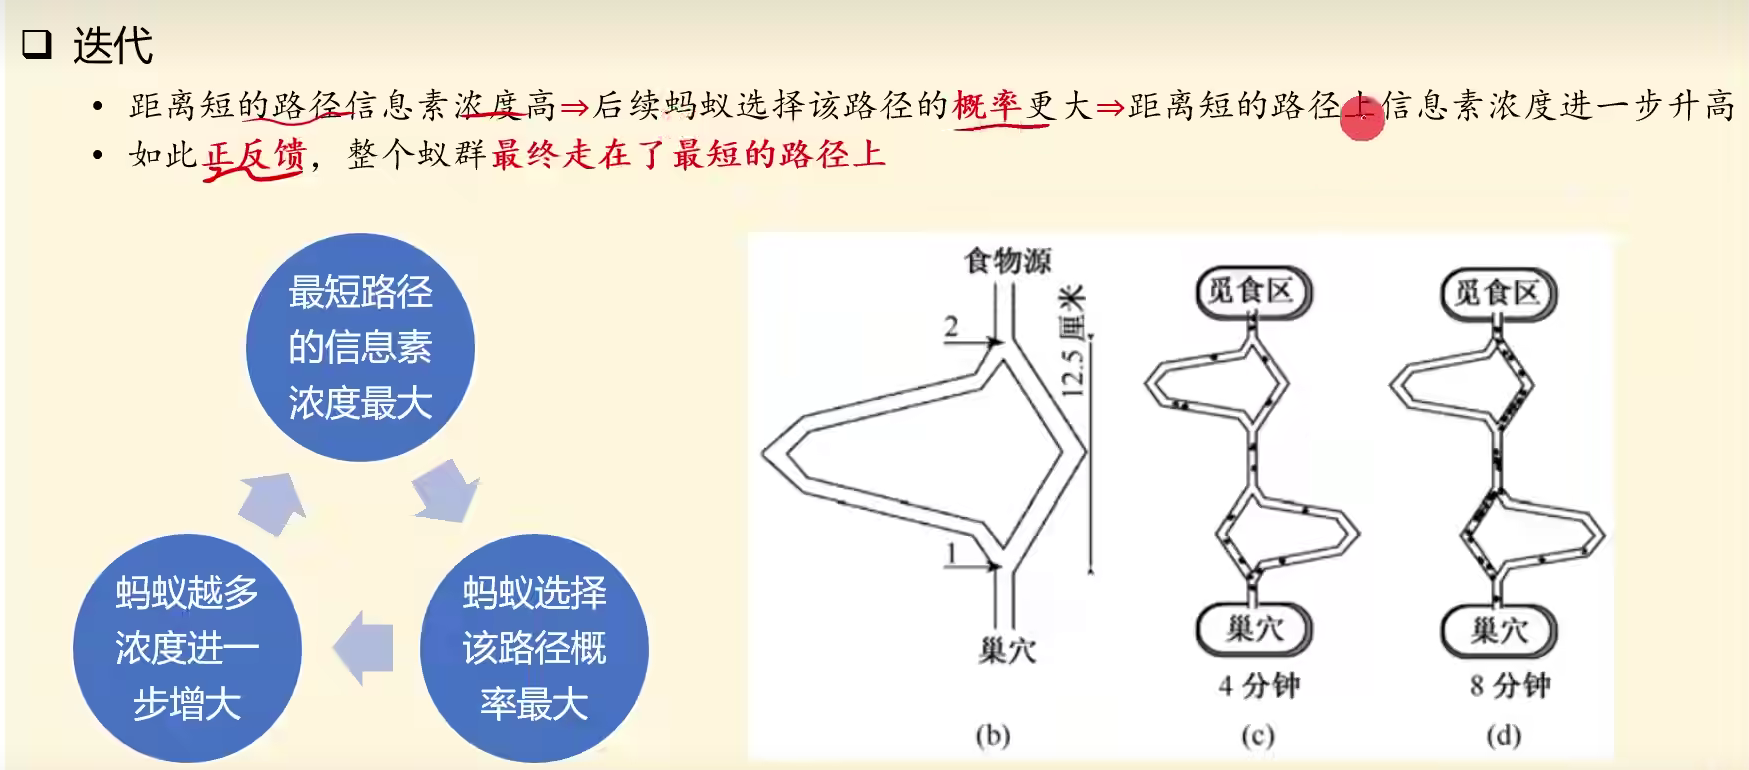 迭代
• 距离短的路径信息素浓度高⇒后续蚂蚁选择该路径的概率更大⇒距离短的路径上信息素浓度进一步升高
• 如此正反馈，整个蚁群最终走在了最短的路径上
最短路径
的信息素
浓度最大
蚂蚁越多
浓度进一
步增大
蚂蚁选择
该路径概
率最大
食物源
2
12.5 厘米
1
巢穴
(b)
觅食区
巢穴
4 分钟
(c)
觅食区
巢穴
8 分钟
(d)